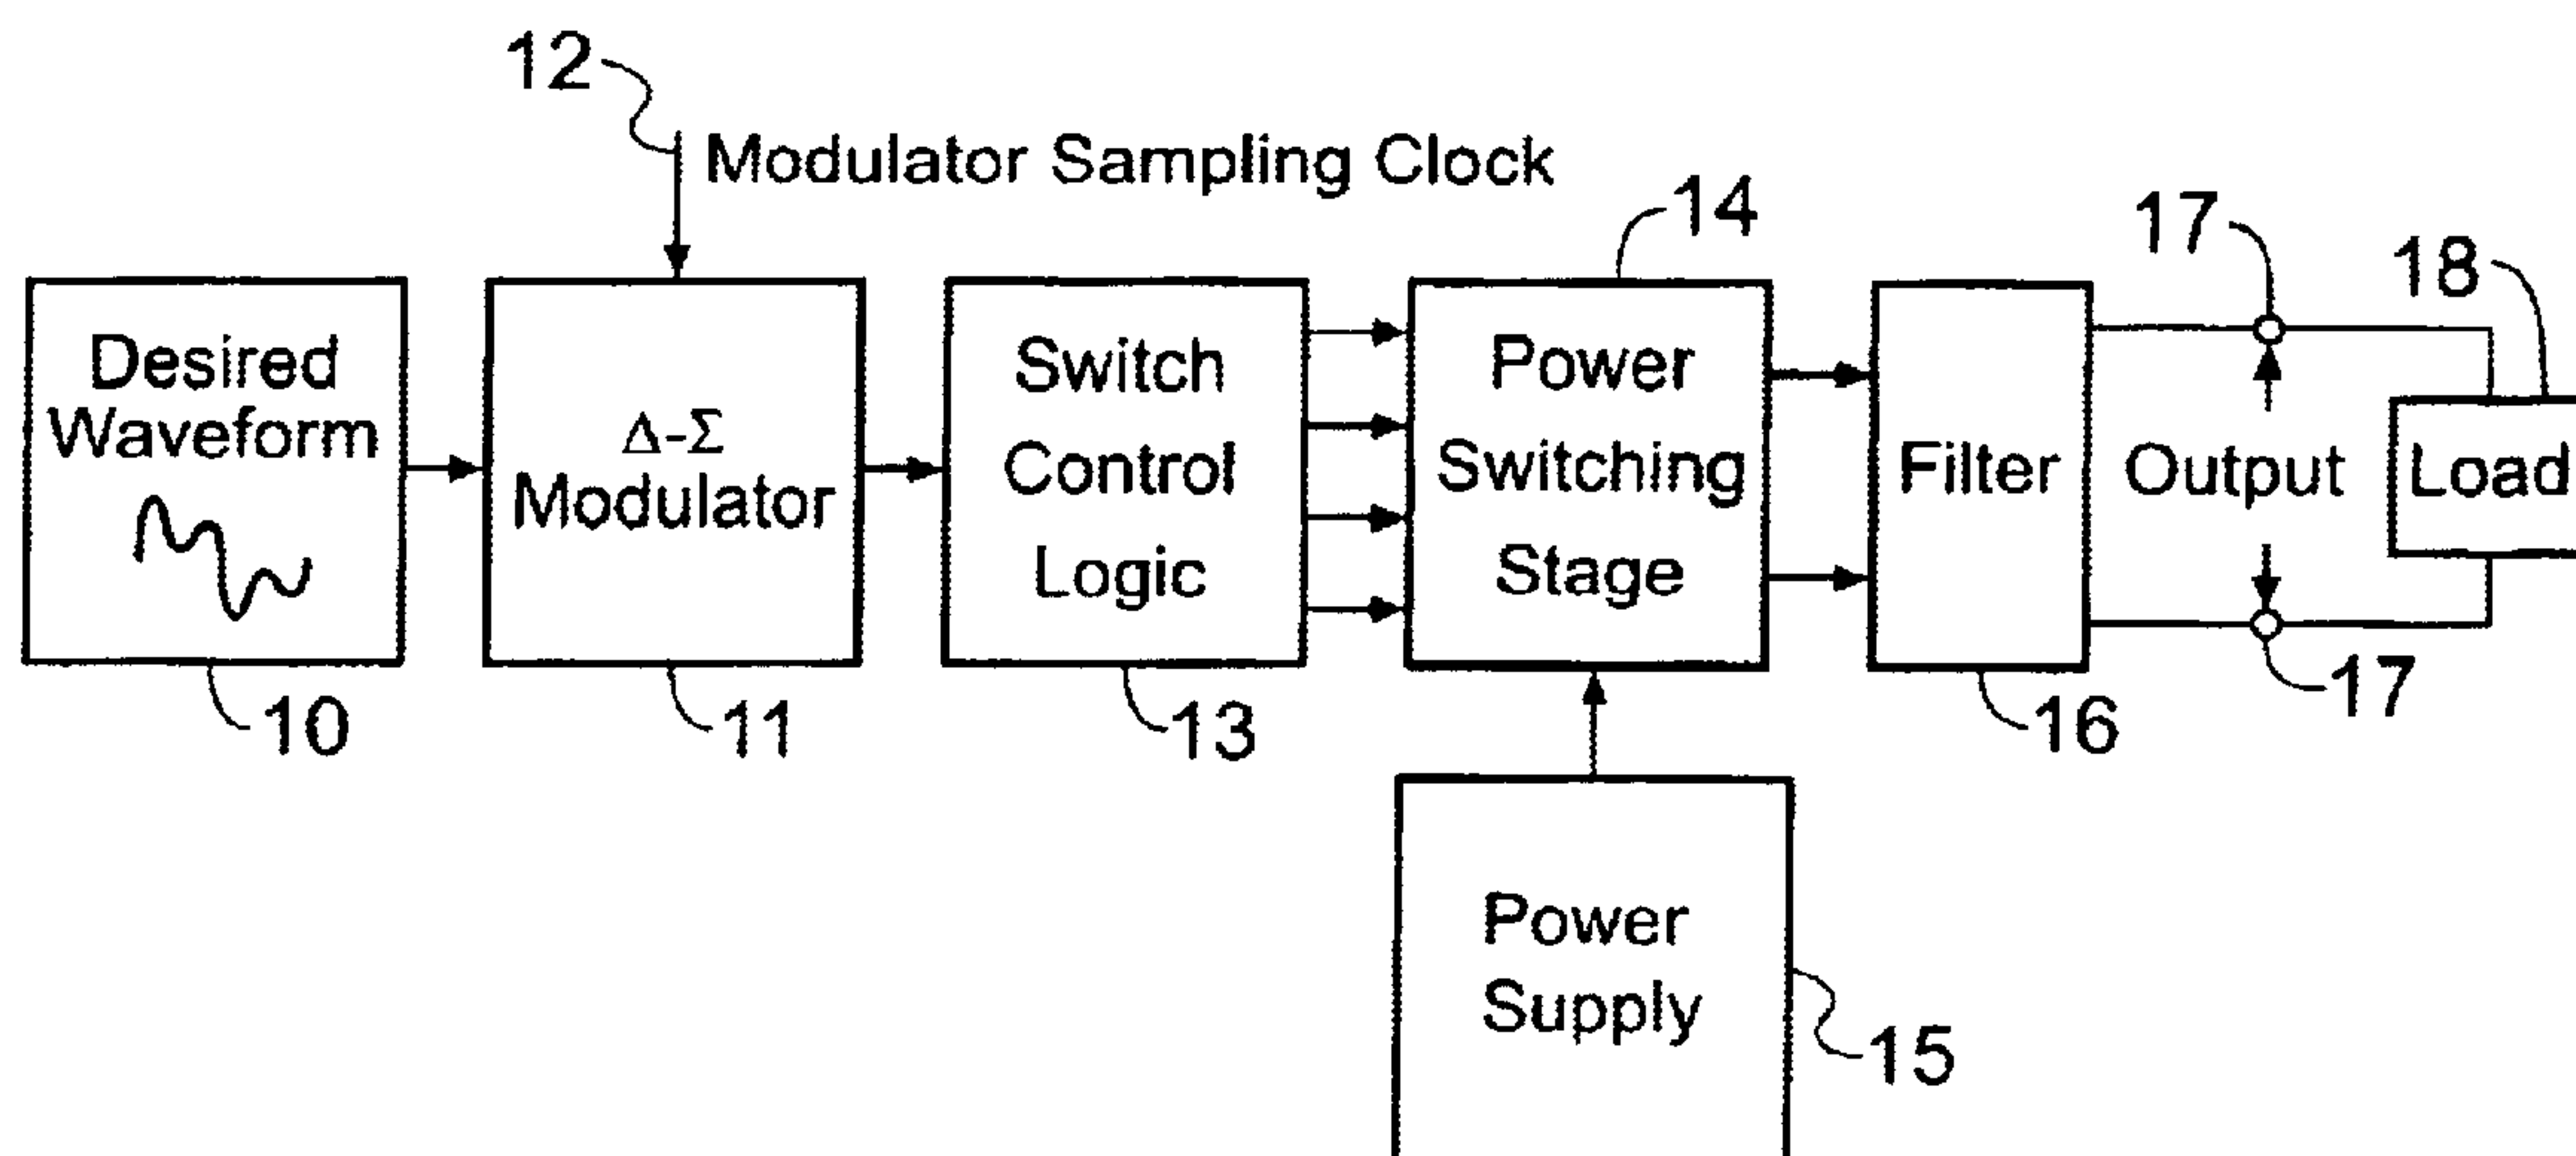 12
Modulator Sampling Clock
14
17
18
Desired
Waveform
Δ-Σ
Modulator
Switch
Control
Logic
Power
Switching
Stage
Filter
Output
Load
10
11
13
16
17
Power
Supply
15